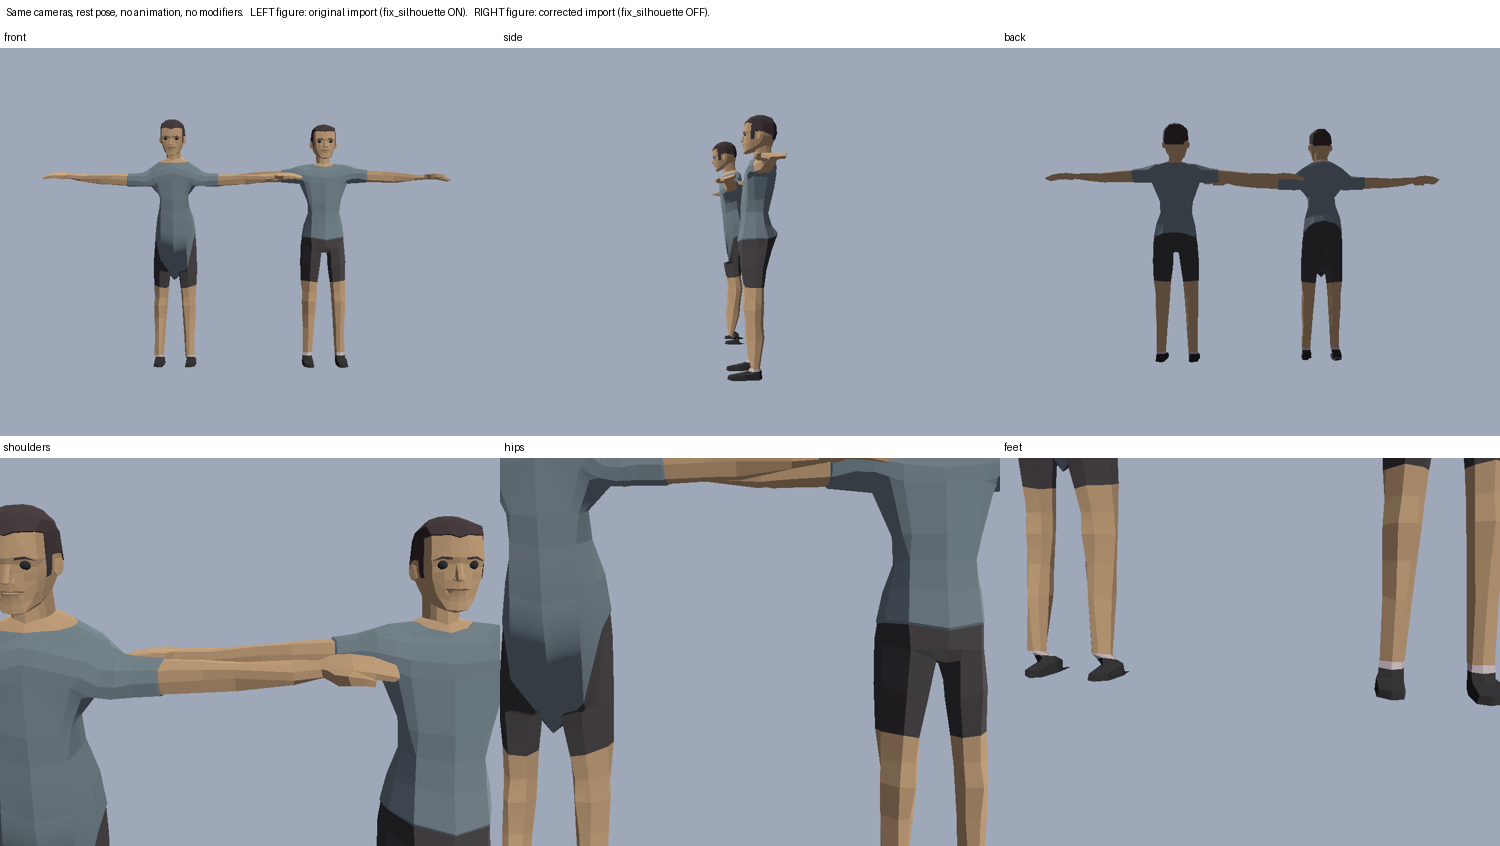 Same cameras, rest pose, no animation, no modifiers.  LEFT figure: original import (fix_silhouette ON).  RIGHT figure: corrected import (fix_silhouette OFF).
front
side
back
shoulders
hips
feet